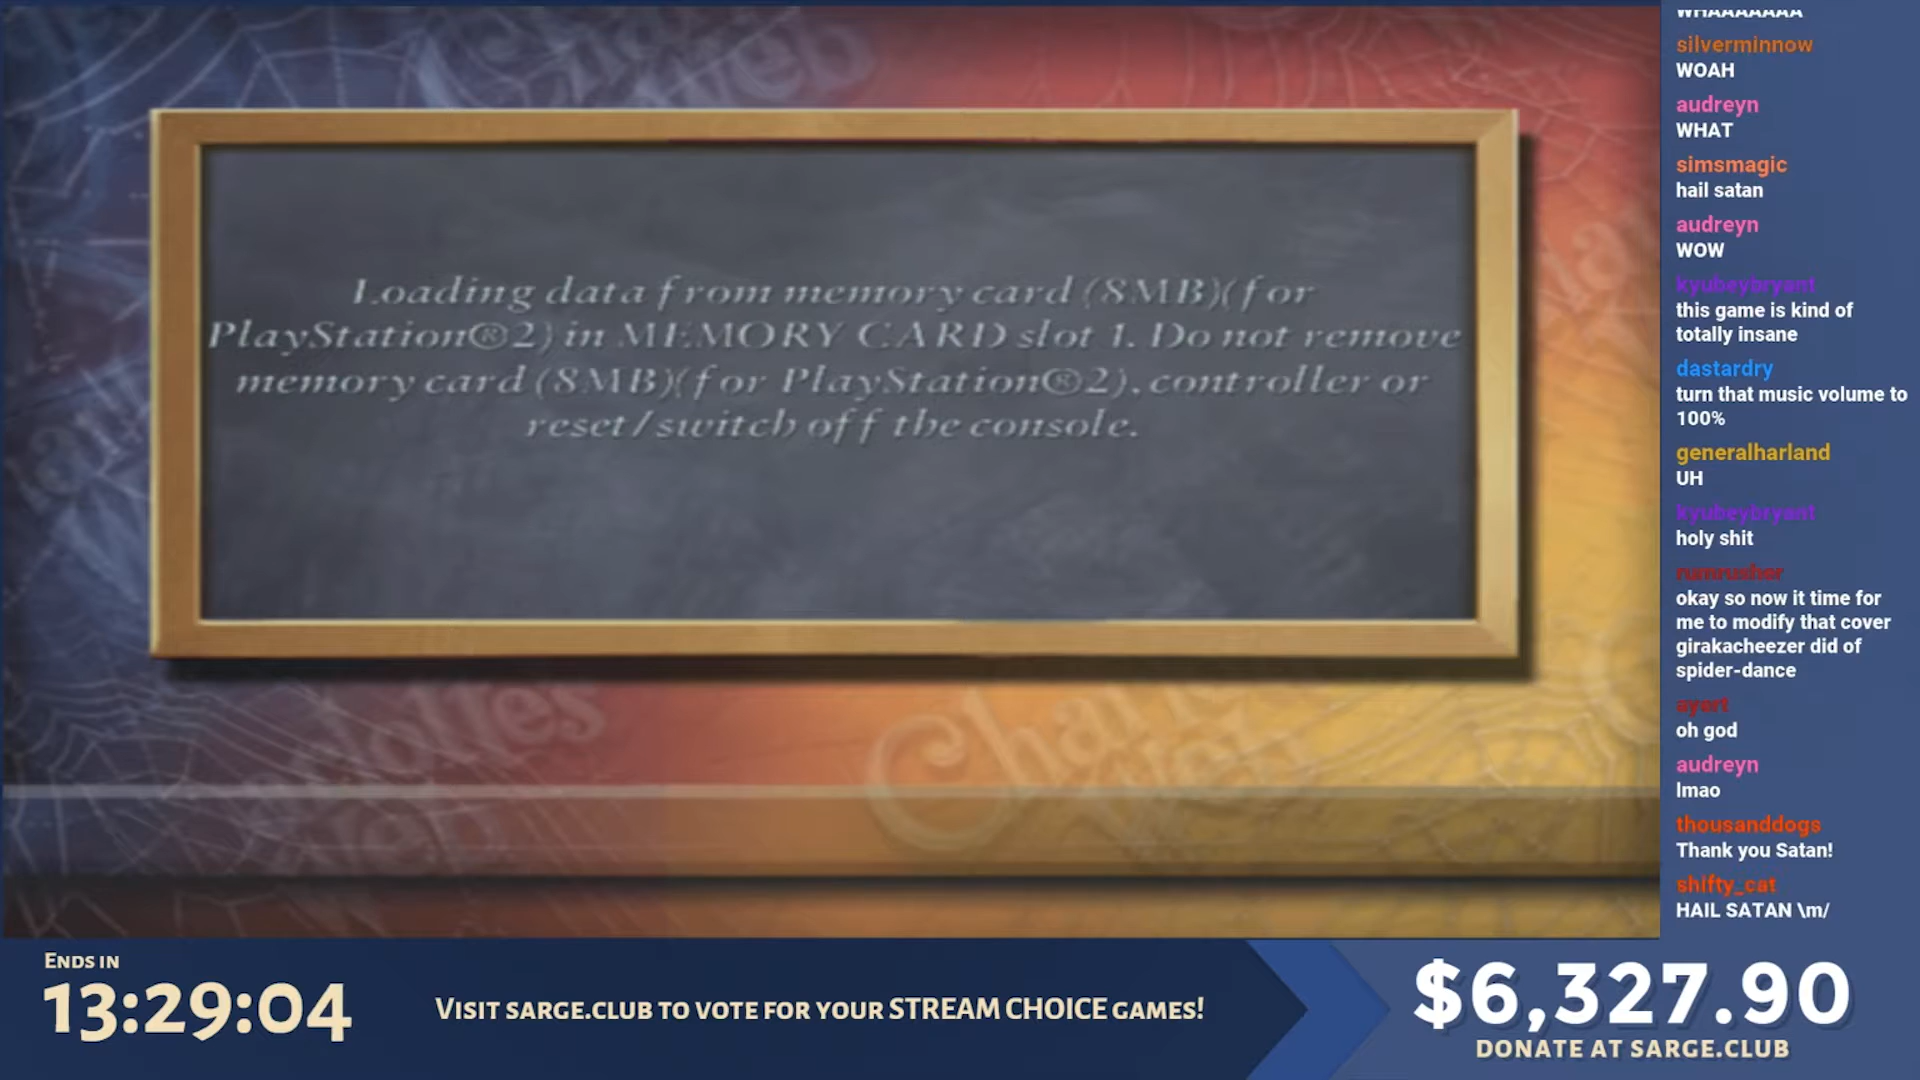 Loading data from memory card (8MB)(for
PlayStation®2) in MEMORY CARD slot 1. Do not remove
memory card (8MB)(for PlayStation®2), controller or
reset/switch off the console.
WHAAAAAAA
silverminnow
WOAH
audreyn
WHAT
simsmagic
hail satan
audreyn
WOW
kyubeybryant
this game is kind of
totally insane
dastardry
turn that music volume to
100%
generalharland
UH
kyubeybryant
holy shit
rumrusher
okay so now it time for
me to modify that cover
girakacheezer did of
spider-dance
ayort
oh god
audreyn
lmao
thousanddogs
Thank you Satan!
shifty_cat
HAIL SATAN \m/
ENDS IN
13:29:04
VISIT SARGE.CLUB TO VOTE FOR YOUR STREAM CHOICE GAMES!
$6,327.90
DONATE AT SARGE.CLUB